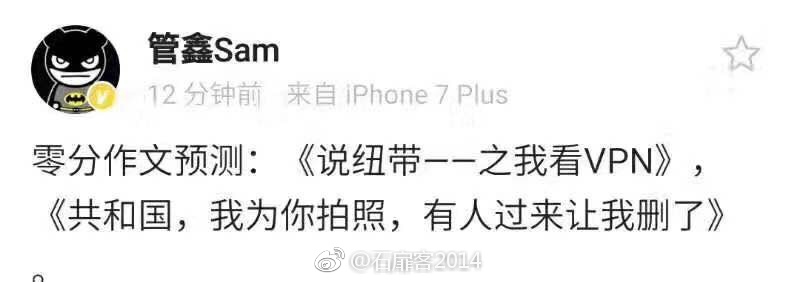 管鑫Sam
12 分钟前 来自 iPhone 7 Plus
零分作文预测：《说纽带——之我看VPN》，
《共和国，我为你拍照，有人过来让我删了》
。
@石扉客2014